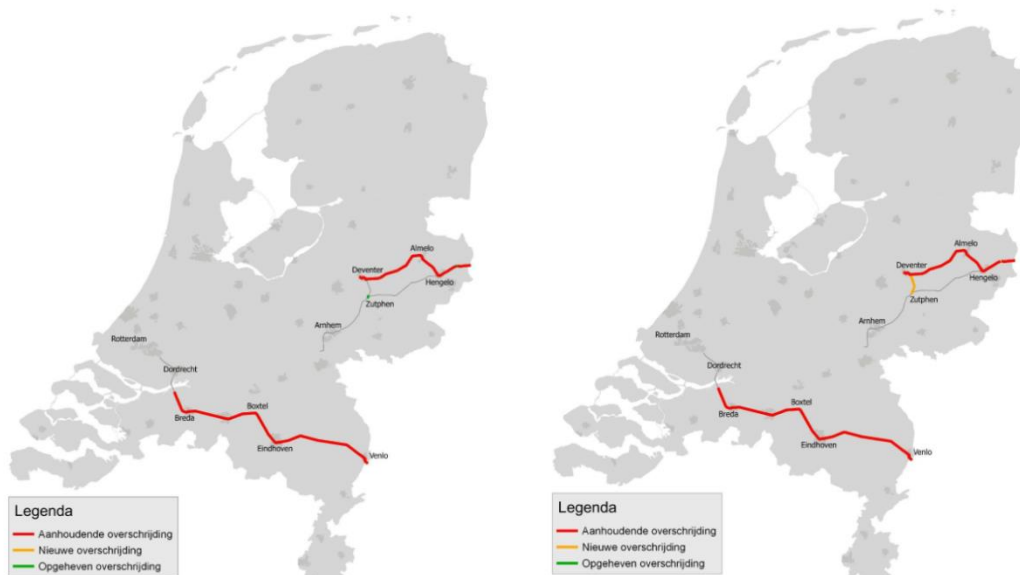 Almelo
Deventer
Hengelo
Zutphen
Arnhem
Rotterdam
Dordrecht
Boxtel
Breda
Eindhoven
Venlo
Legenda
Aanhoudende overschrijding
Nieuwe overschrijding
Opgeheven overschrijding
Almelo
Deventer
Hengelo
Zutphen
Arnhem
Rotterdam
Dordrecht
Boxtel
Breda
Eindhoven
Venlo
Legenda
Aanhoudende overschrijding
Nieuwe overschrijding
Opgeheven overschrijding